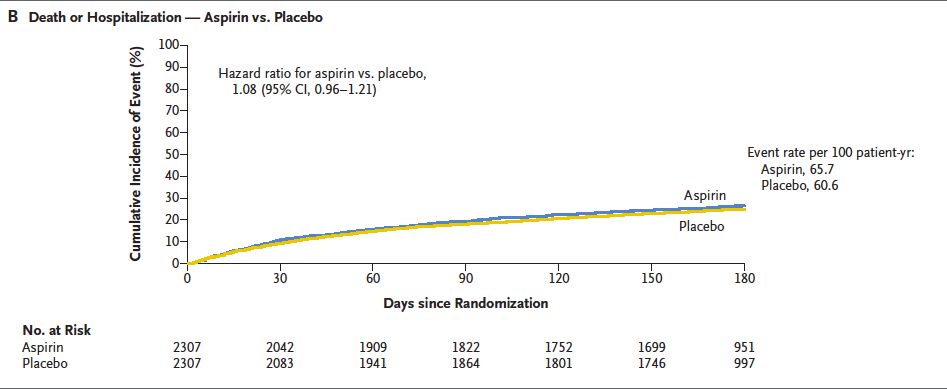 B Death or Hospitalization — Aspirin vs. Placebo
Cumulative Incidence of Event (%)
100
90
80
70
60
50
40
30
20
10
0
Hazard ratio for aspirin vs. placebo,
1.08 (95% CI, 0.96–1.21)
Event rate per 100 patient-yr:
Aspirin, 65.7
Placebo, 60.6
Aspirin
Placebo
0 30 60 90 120 150 180
Days since Randomization
No. at Risk
Aspirin 2307 2042 1909 1822 1752 1699 951
Placebo 2307 2083 1941 1864 1801 1746 997